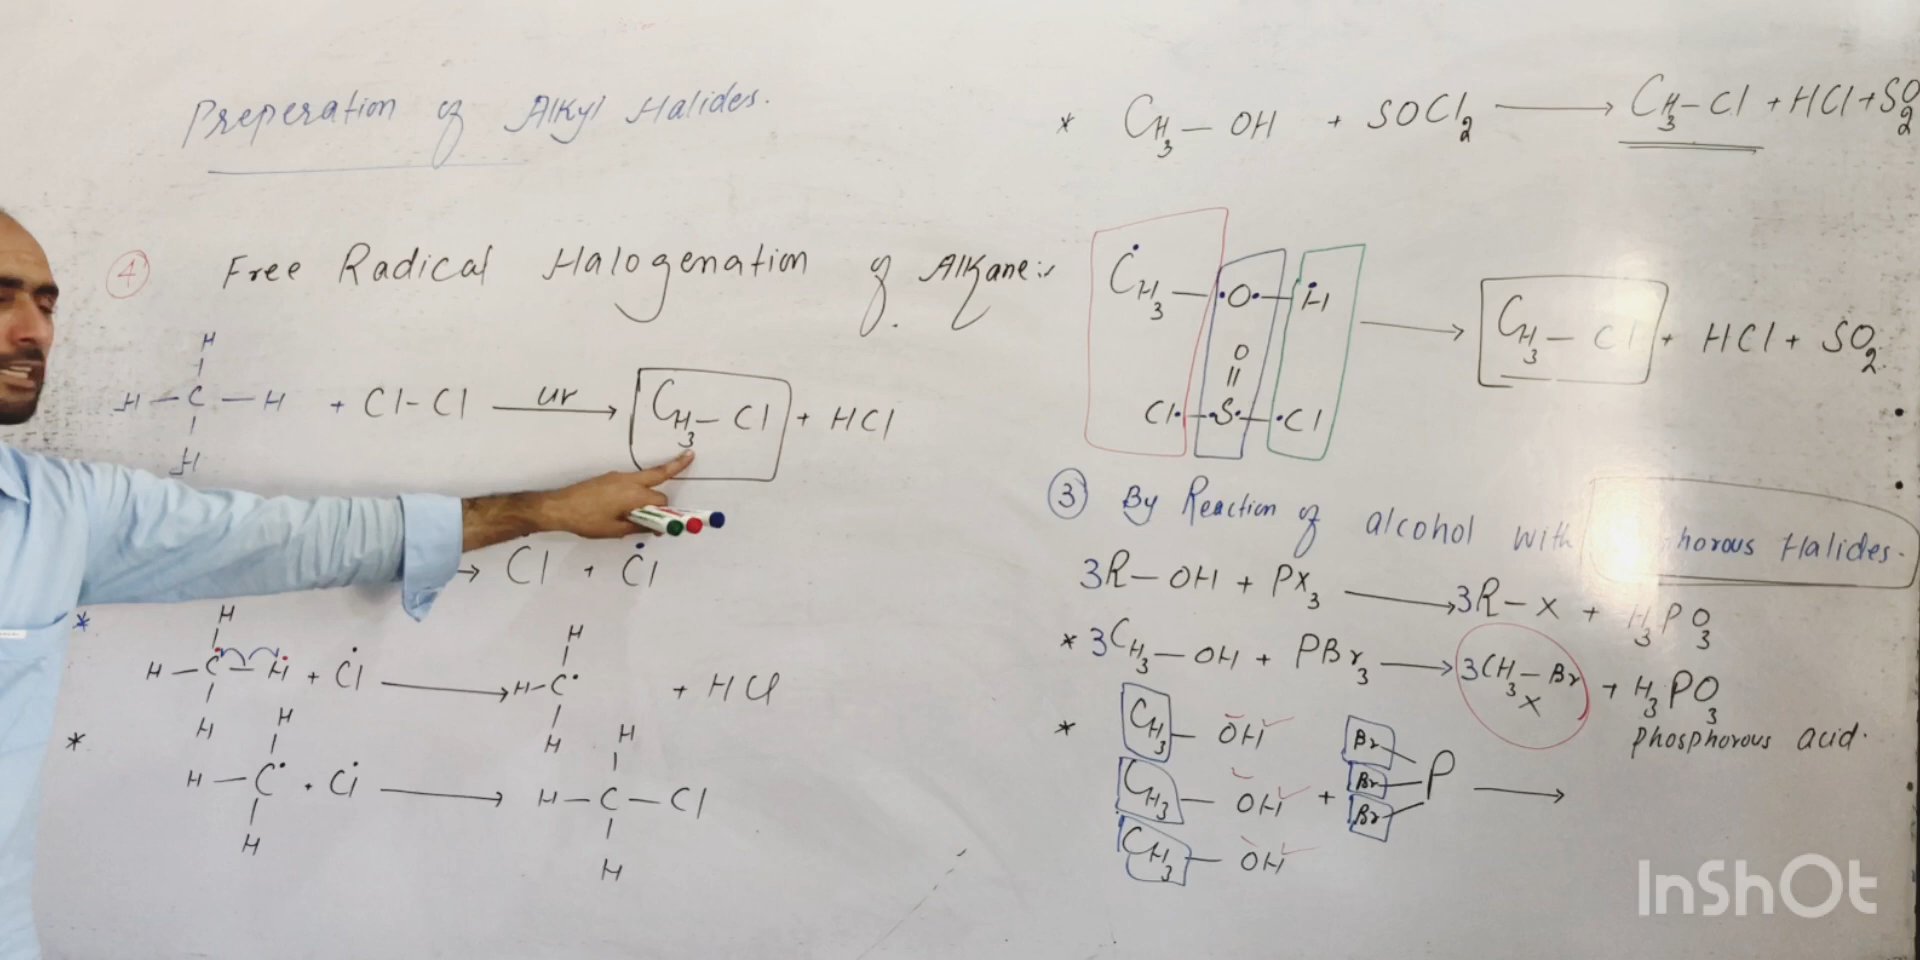 Preperation of Alkyl Halides.
4 Free Radical Halogenation of Alkane:-
H
H - C - H + Cl-Cl ur→ CH3 - Cl + HCl
H
→ Cl + Cl
*
H
H - C - H + Cl → H - C + HCl
H
H
H
*
H
H - C . Cl → H - C - Cl
H
H
H
* CH3 - OH + SOCl2 → CH3 - Cl + HCl + SO2
CH3 - O - H → CH3 - Cl + HCl + SO2
O
Cl - S - Cl
3 By Reaction of alcohol with horous Halides.
3R - OH + PX3 → 3R - X + H3PO3
* 3CH3 - OH + PBr3 → 3CH3 - Br + H3PO3
X
phosphorous acid.
* CH3 - OH Br
CH3 - OH + Br P →
CH3 - OH Br
InShOt